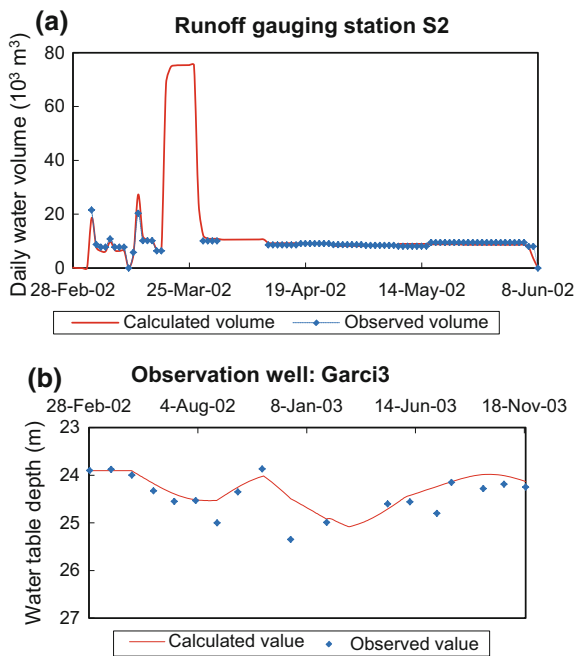 (a)
Runoff gauging station S2
Daily water volume (10³ m³)
80
60
40
20
0
28-Feb-02 25-Mar-02 19-Apr-02 14-May-02 8-Jun-02
Calculated volume Observed volume
(b)
Observation well: Garci3
28-Feb-02 4-Aug-02 8-Jan-03 14-Jun-03 18-Nov-03
Water table depth (m)
23
24
25
26
27
Calculated value Observed value